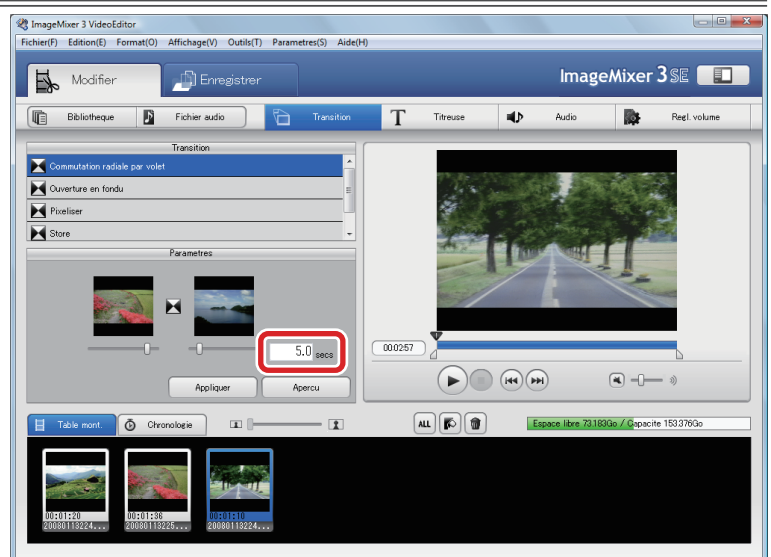 ImageMixer 3 VideoEditor
Fichier(F) Edition(E) Format(O) Affichage(V) Outils(T) Parametres(S) Aide(H)
Modifier Enregistrer ImageMixer 3 SE
Bibliotheque Fichier audio Transition T Titreuse Audio Regl. volume
Transition
Commutation radiale par volet
Ouverture en fondu
Pixeliser
Store
Parametres
5.0 secs
Appliquer Apercu
00:02:57
Table mont. Chronologie ALL Espace libre 73.183Go / Capacite 153.376Go
00:01:20 00:01:36 00:01:10
20080113224... 20080113225... 20080113224...